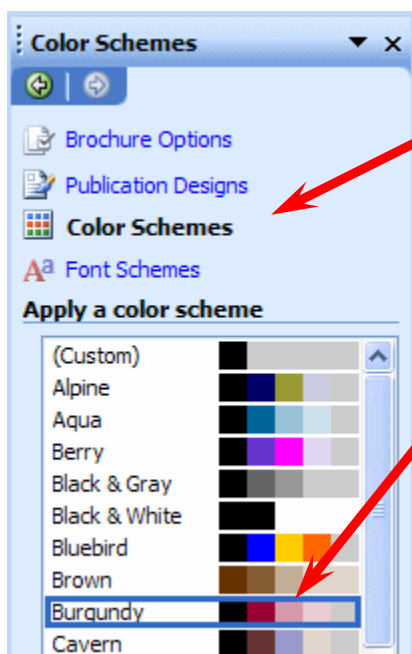 Color Schemes
Brochure Options
Publication Designs
Color Schemes
Font Schemes
Apply a color scheme
(Custom)
Alpine
Aqua
Berry
Black & Gray
Black & White
Bluebird
Brown
Burgundy
Cavern